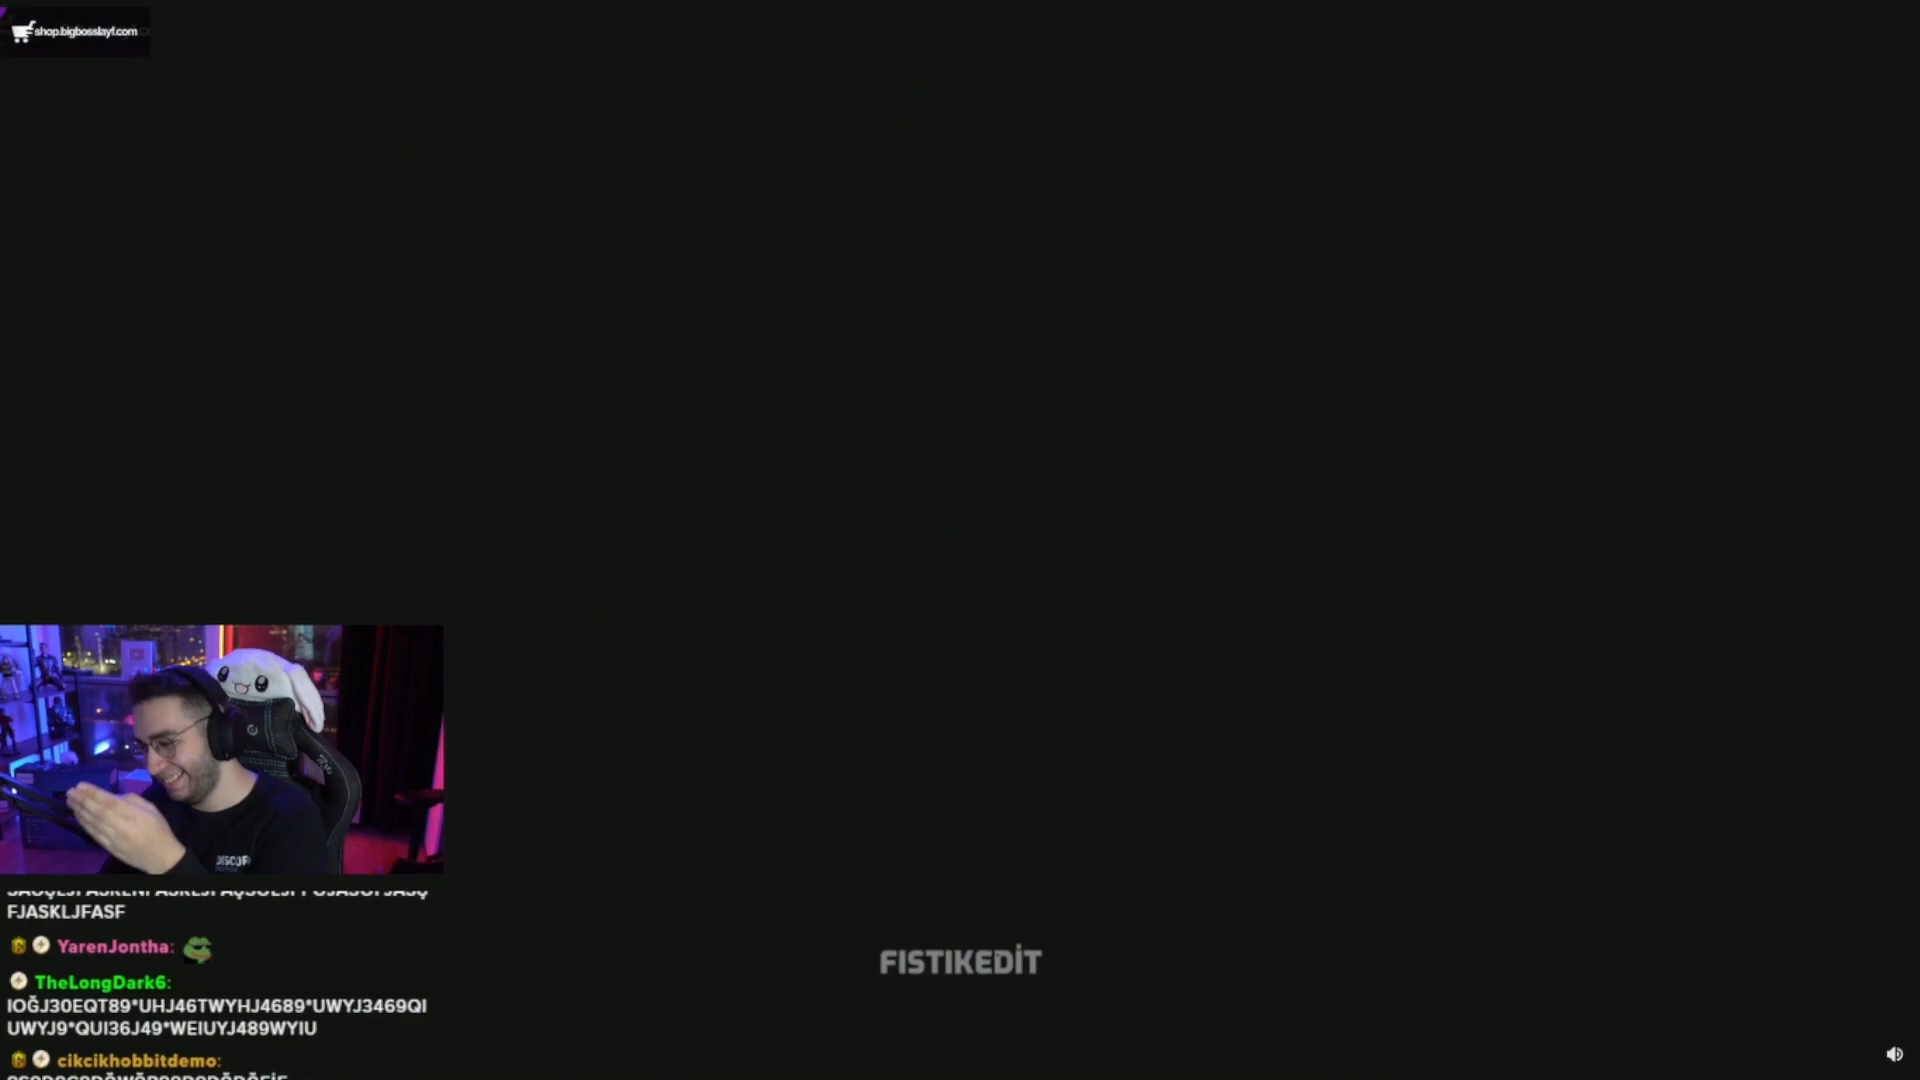 shop.bigbosslayf.com
FJASKLJFASF
YarenJontha:
TheLongDark6:
IOĞJ30EQT89*UHJ46TWYHJ4689*UWYJ3469QI
UWYJ9*QUI36J49*WEIUYJ489WYIU
cikcikhobbitdemo:
FISTIKEDİT